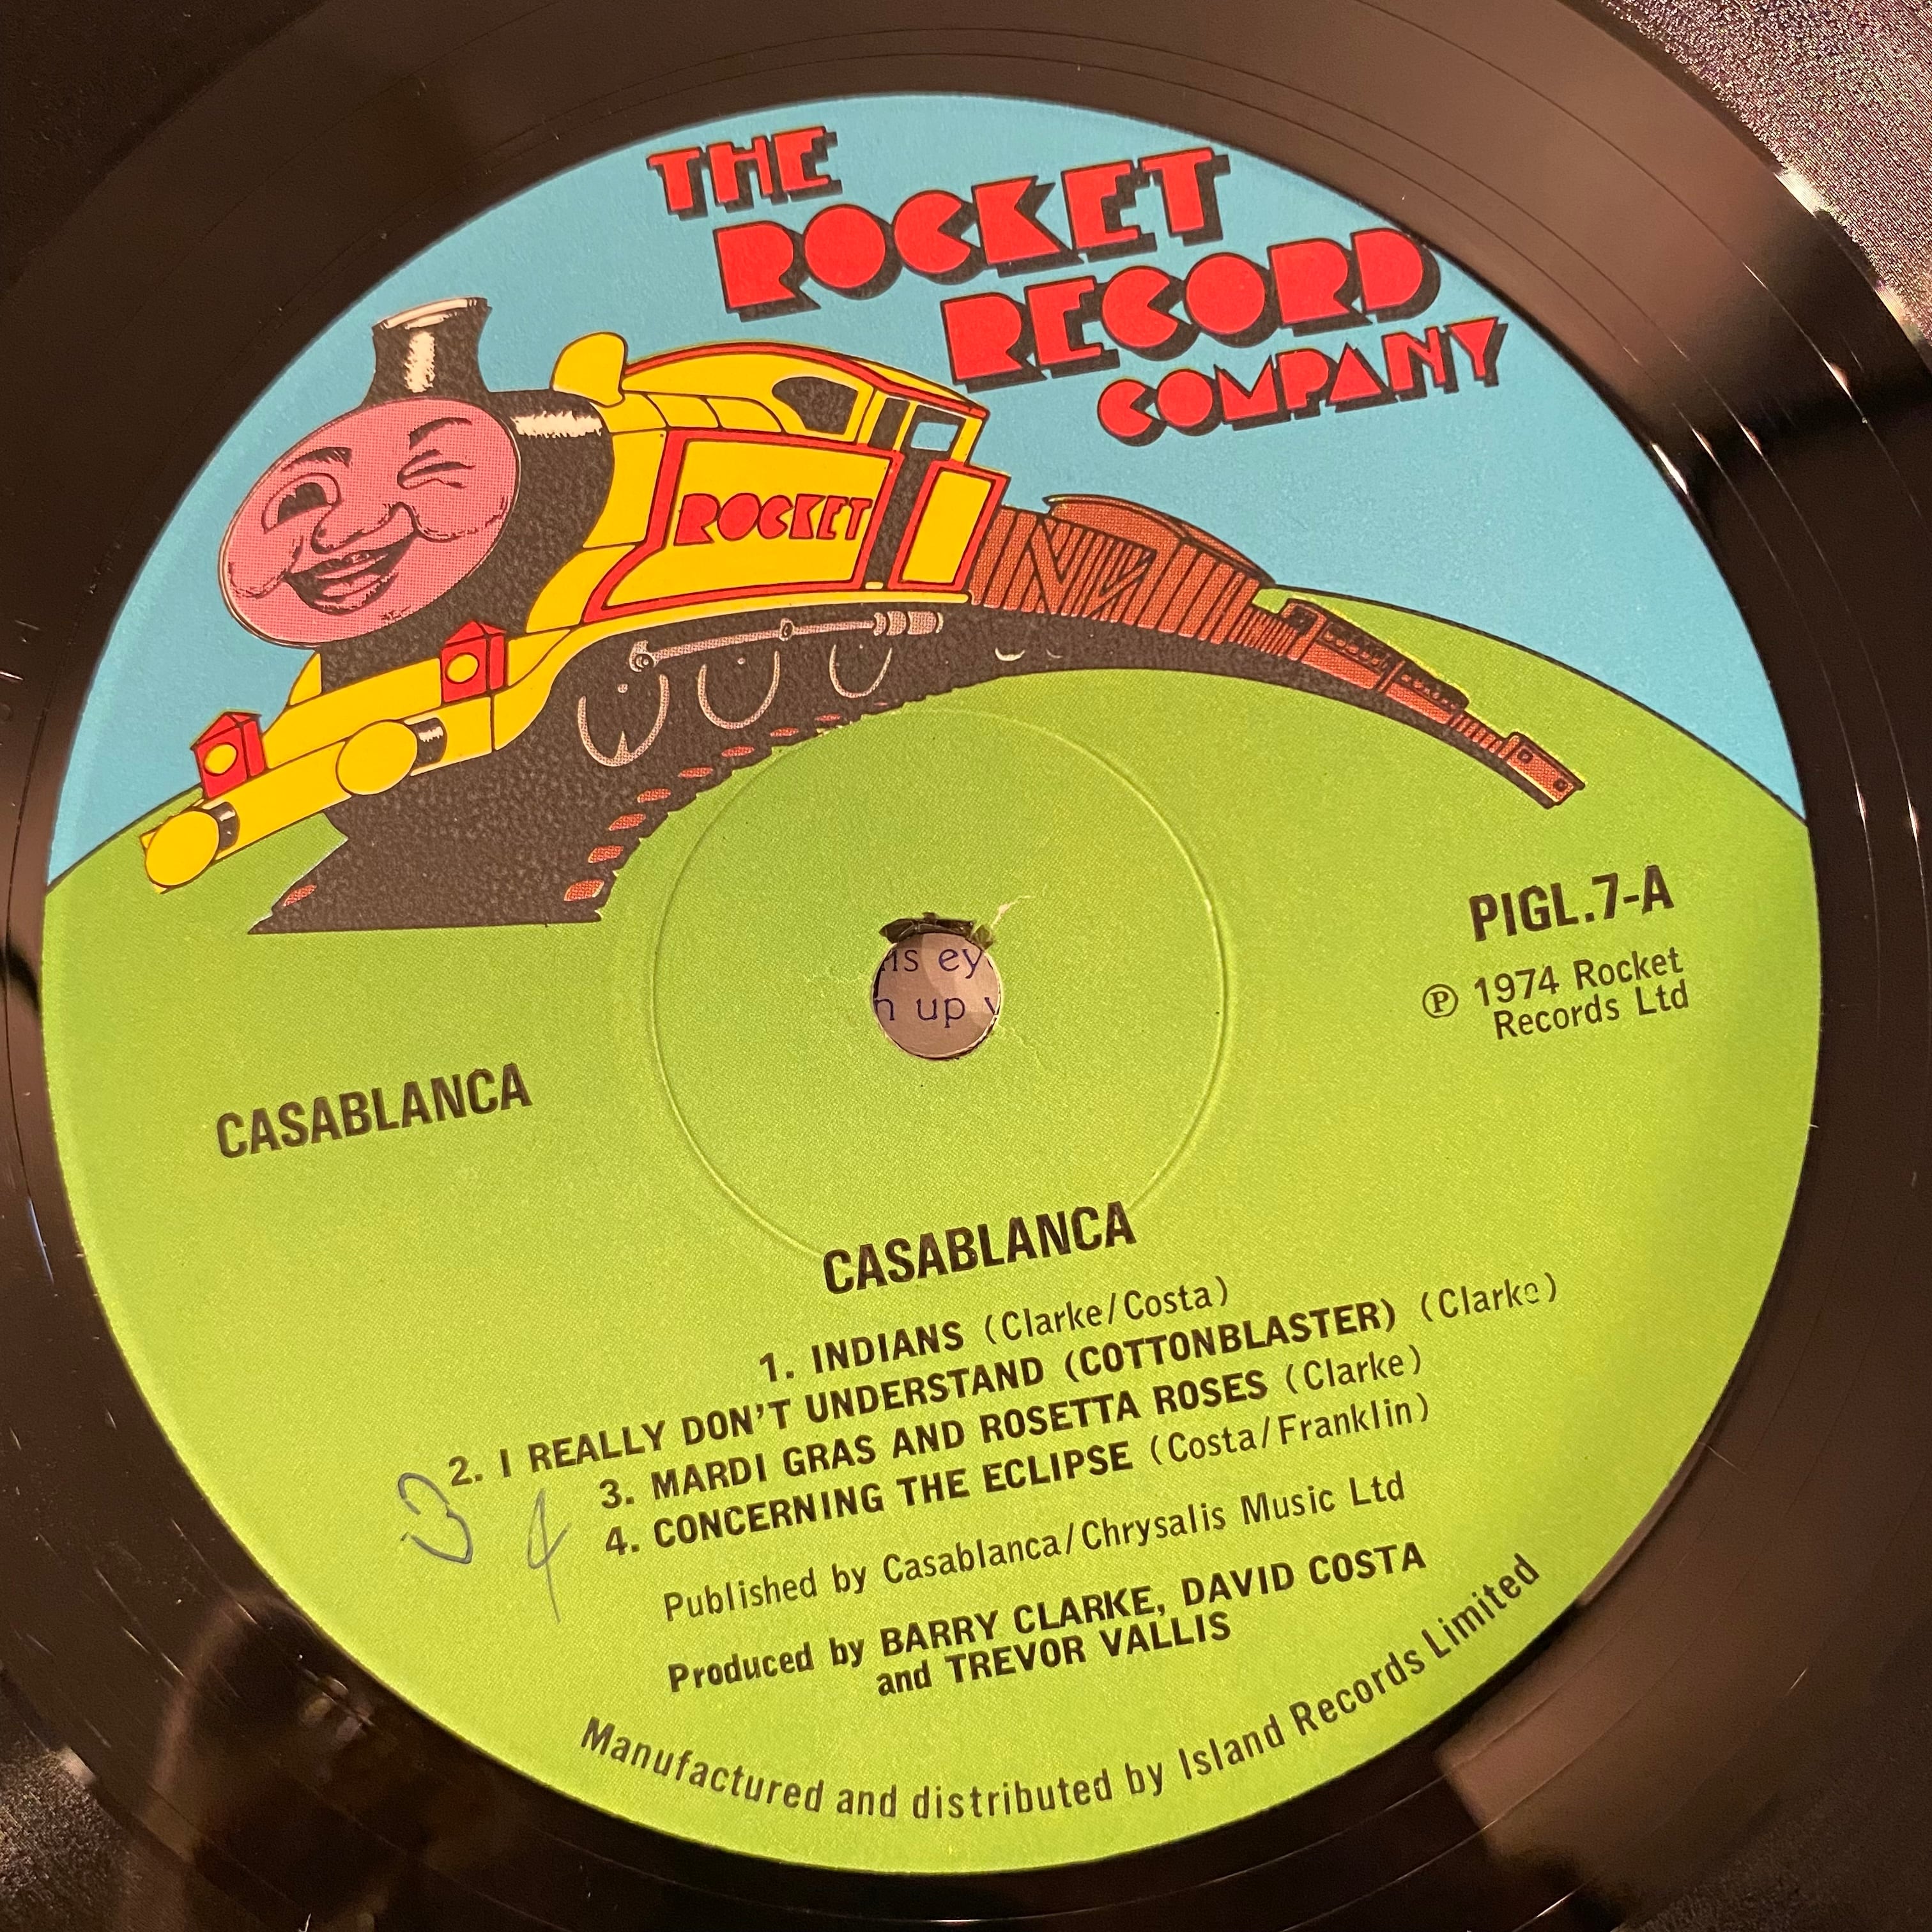 THE
ROCKET
RECORD
COMPANY
ROCKET
PIGL.7-A
℗ 1974 Rocket
Records Ltd
is ey
n up
CASABLANCA
CASABLANCA
1. INDIANS (Clarke/Costa)
2. I REALLY DON'T UNDERSTAND (COTTONBLASTER) (Clarke)
3. MARDI GRAS AND ROSETTA ROSES (Clarke)
4. CONCERNING THE ECLIPSE (Costa/Franklin)
3 4
Published by Casablanca/Chrysalis Music Ltd
Produced by BARRY CLARKE, DAVID COSTA
and TREVOR VALLIS
Manufactured and distributed by Island Records Limited